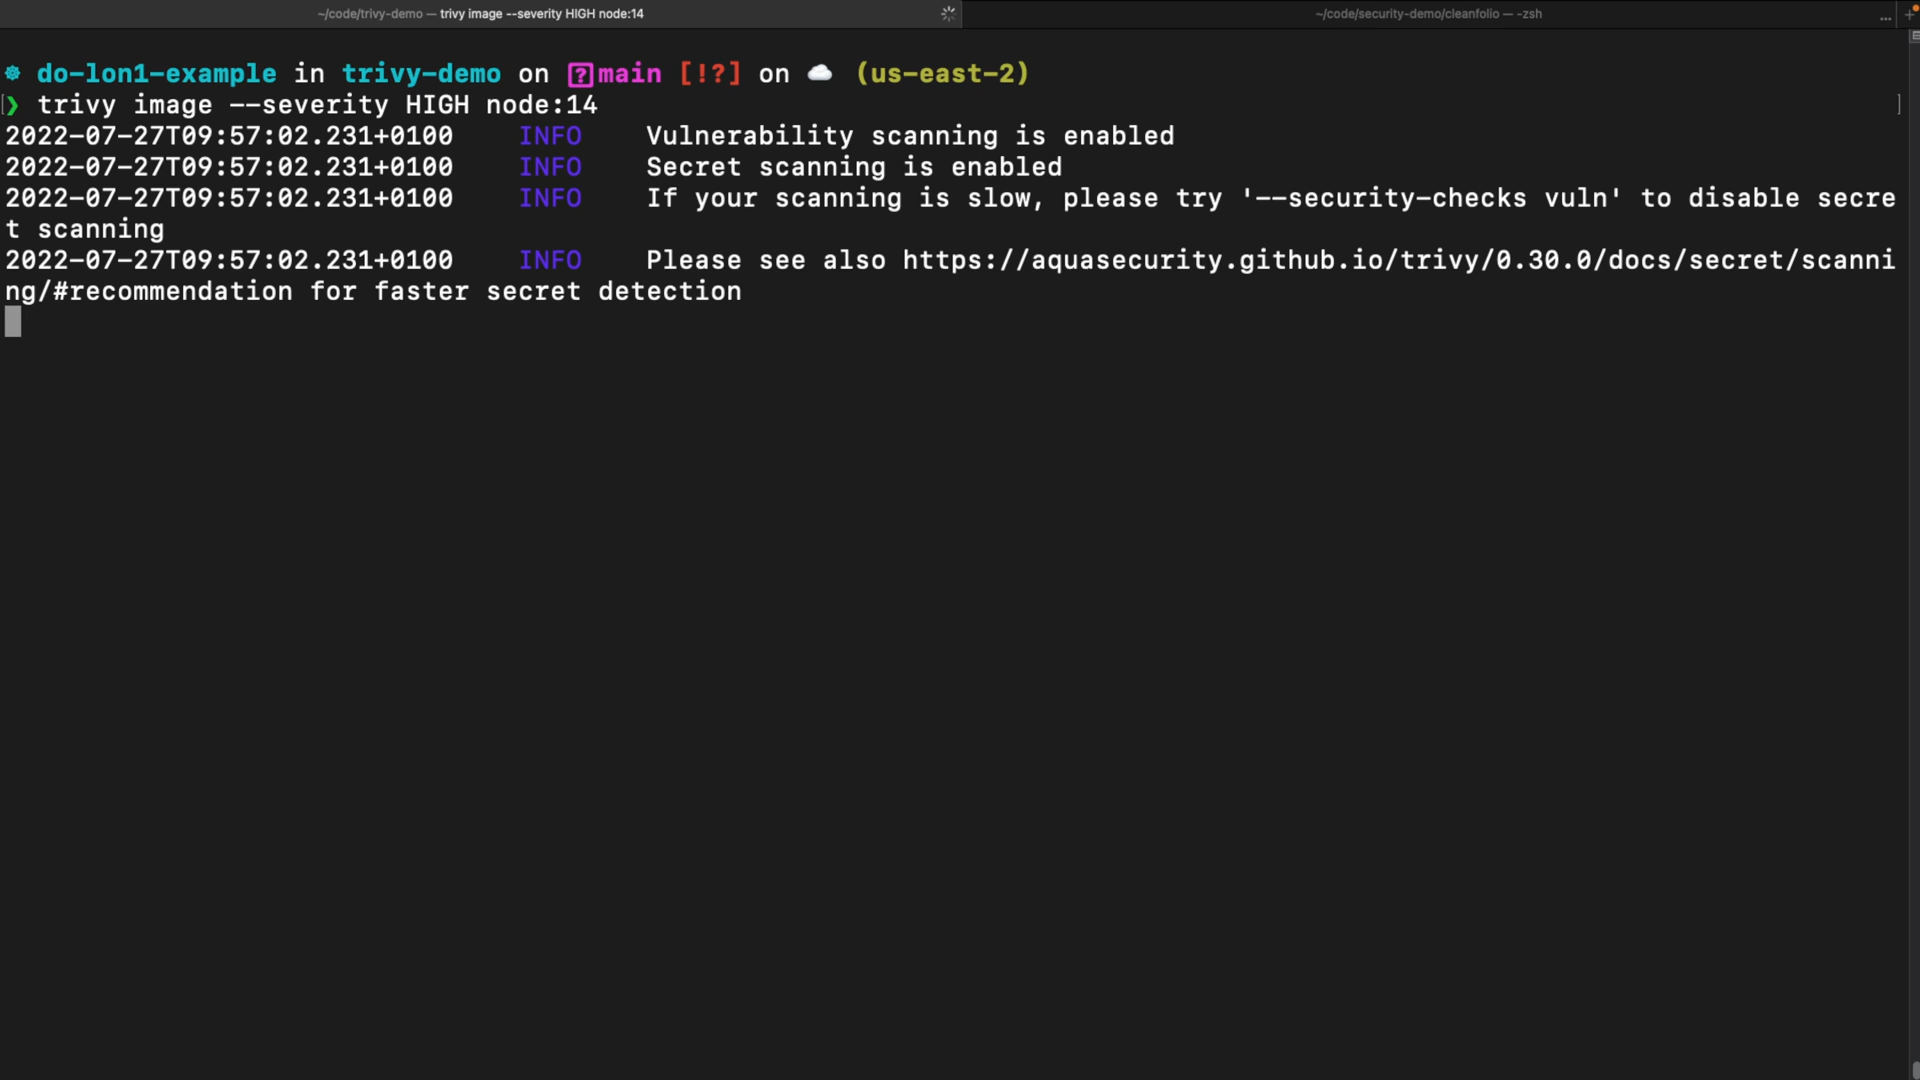 ~/code/trivy-demo — trivy image --severity HIGH node:14
~/code/security-demo/cleanfolio — -zsh
do-lon1-example in trivy-demo on main [!?] on (us-east-2)
❯ trivy image --severity HIGH node:14
2022-07-27T09:57:02.231+0100 INFO Vulnerability scanning is enabled
2022-07-27T09:57:02.231+0100 INFO Secret scanning is enabled
2022-07-27T09:57:02.231+0100 INFO If your scanning is slow, please try '--security-checks vuln' to disable secre
t scanning
2022-07-27T09:57:02.231+0100 INFO Please see also https://aquasecurity.github.io/trivy/0.30.0/docs/secret/scanni
ng/#recommendation for faster secret detection